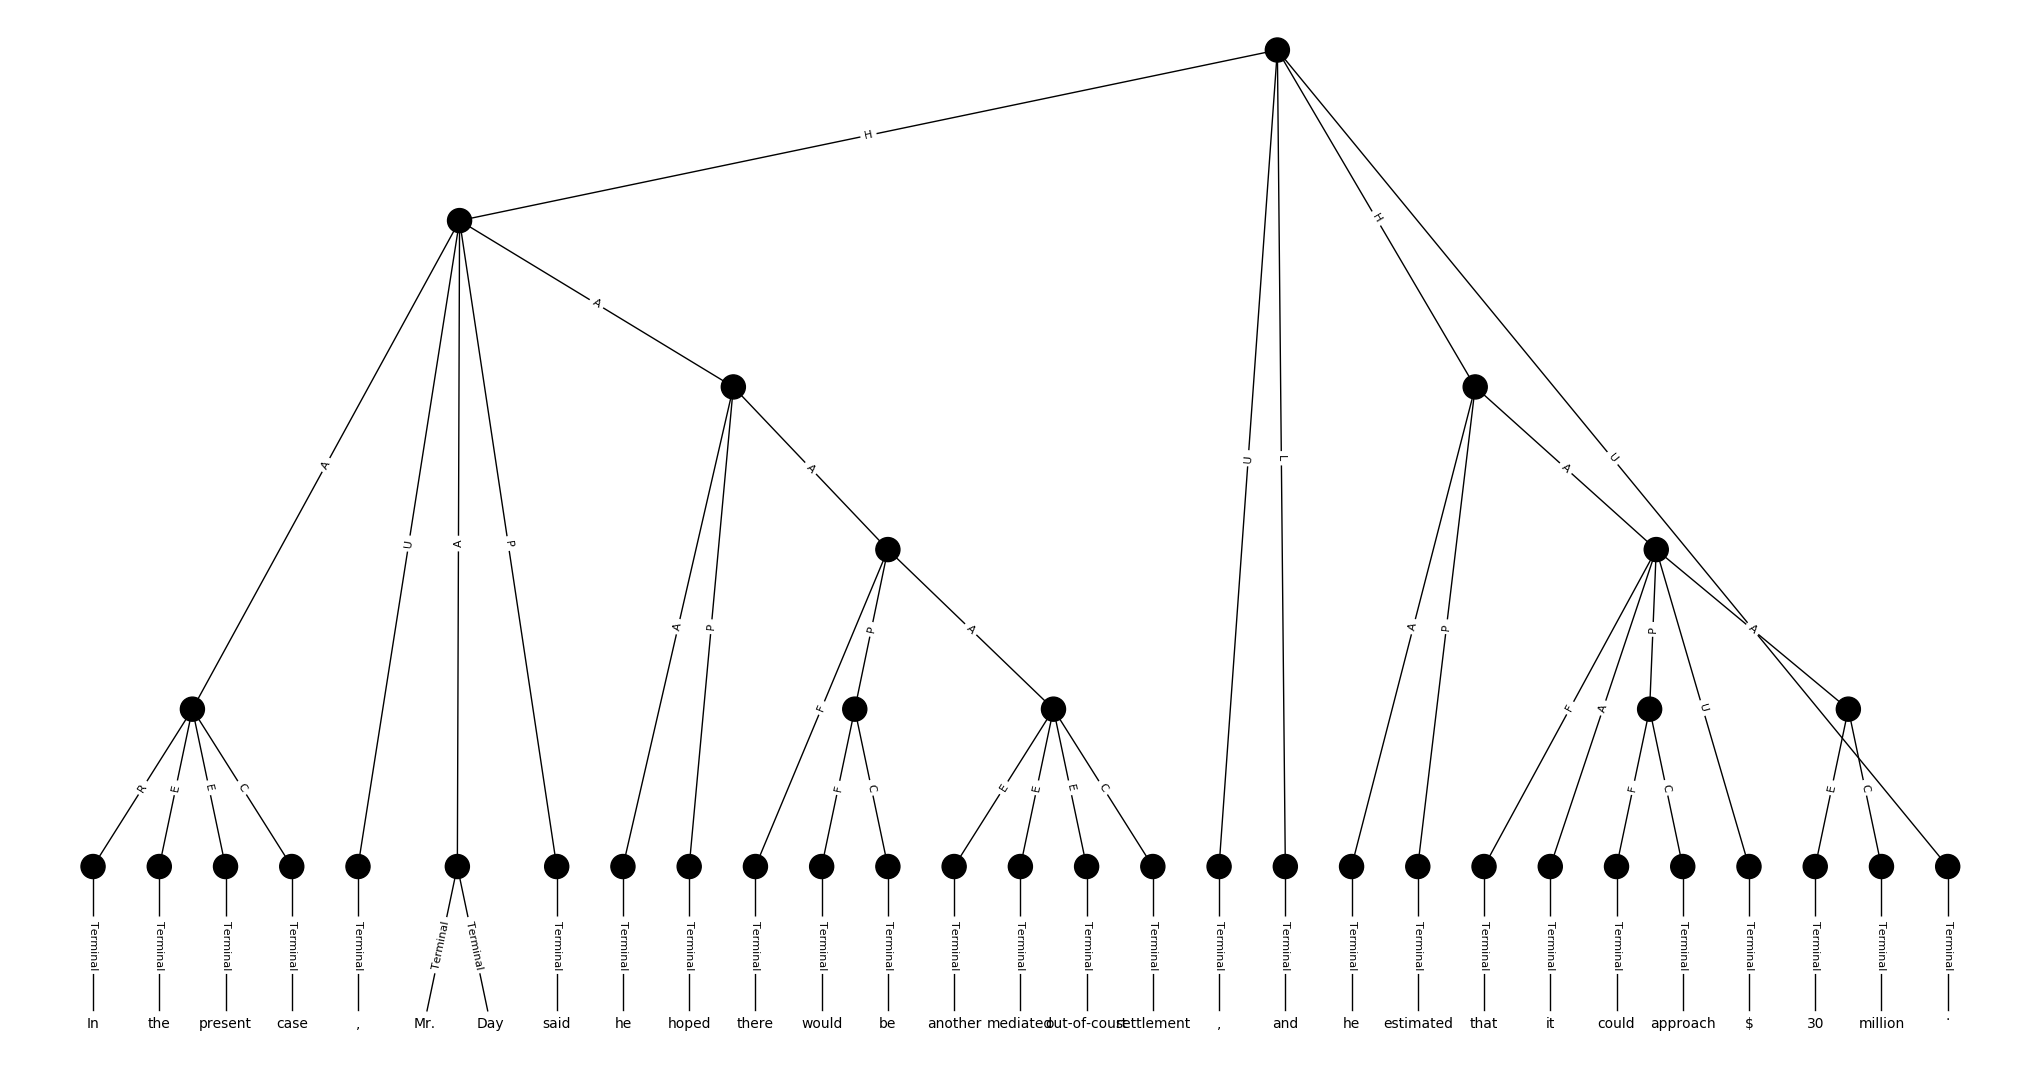 H
H
A
A
A
U
A
A
L
U
U
A
P
A
P
A
P
P
A
A
P
F
A
F
A
U
R
E
E
C
F
C
E
E
E
C
F
C
E
C
Terminal Terminal Terminal Terminal Terminal Terminal Terminal Terminal Terminal Terminal Terminal Terminal Terminal Terminal Terminal Terminal Terminal Terminal Terminal Terminal Terminal Terminal Terminal Terminal Terminal Terminal Terminal Terminal Terminal
In the present case , Mr. Day said he hoped there would be another mediated out-of-court settlement , and he estimated that it could approach $ 30 million .